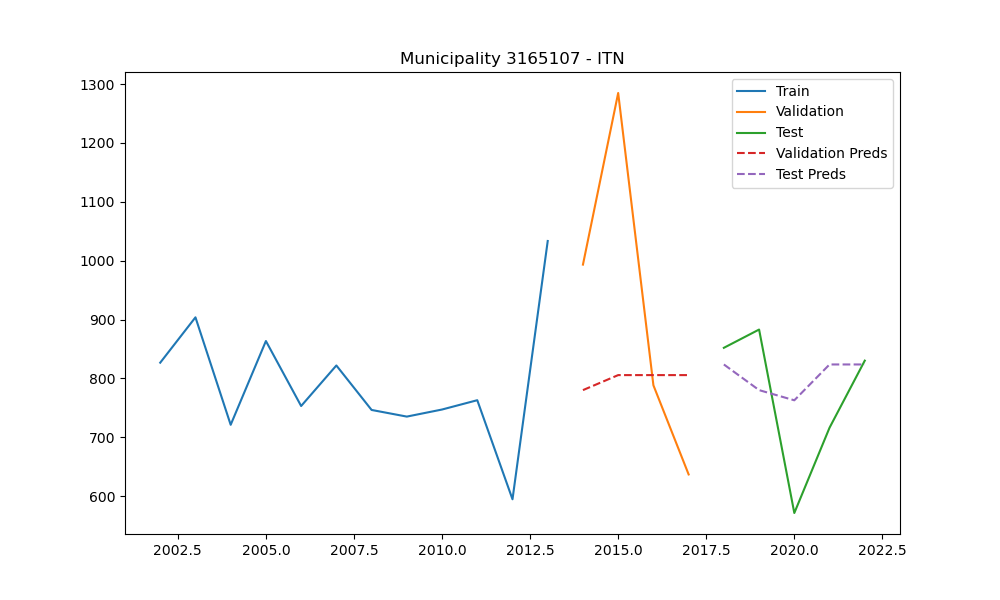 Municipality 3165107 - ITN
1300
1200
1100
1000
900
800
700
600
Train
Validation
Test
Validation Preds
Test Preds
2002.5 2005.0 2007.5 2010.0 2012.5 2015.0 2017.5 2020.0 2022.5